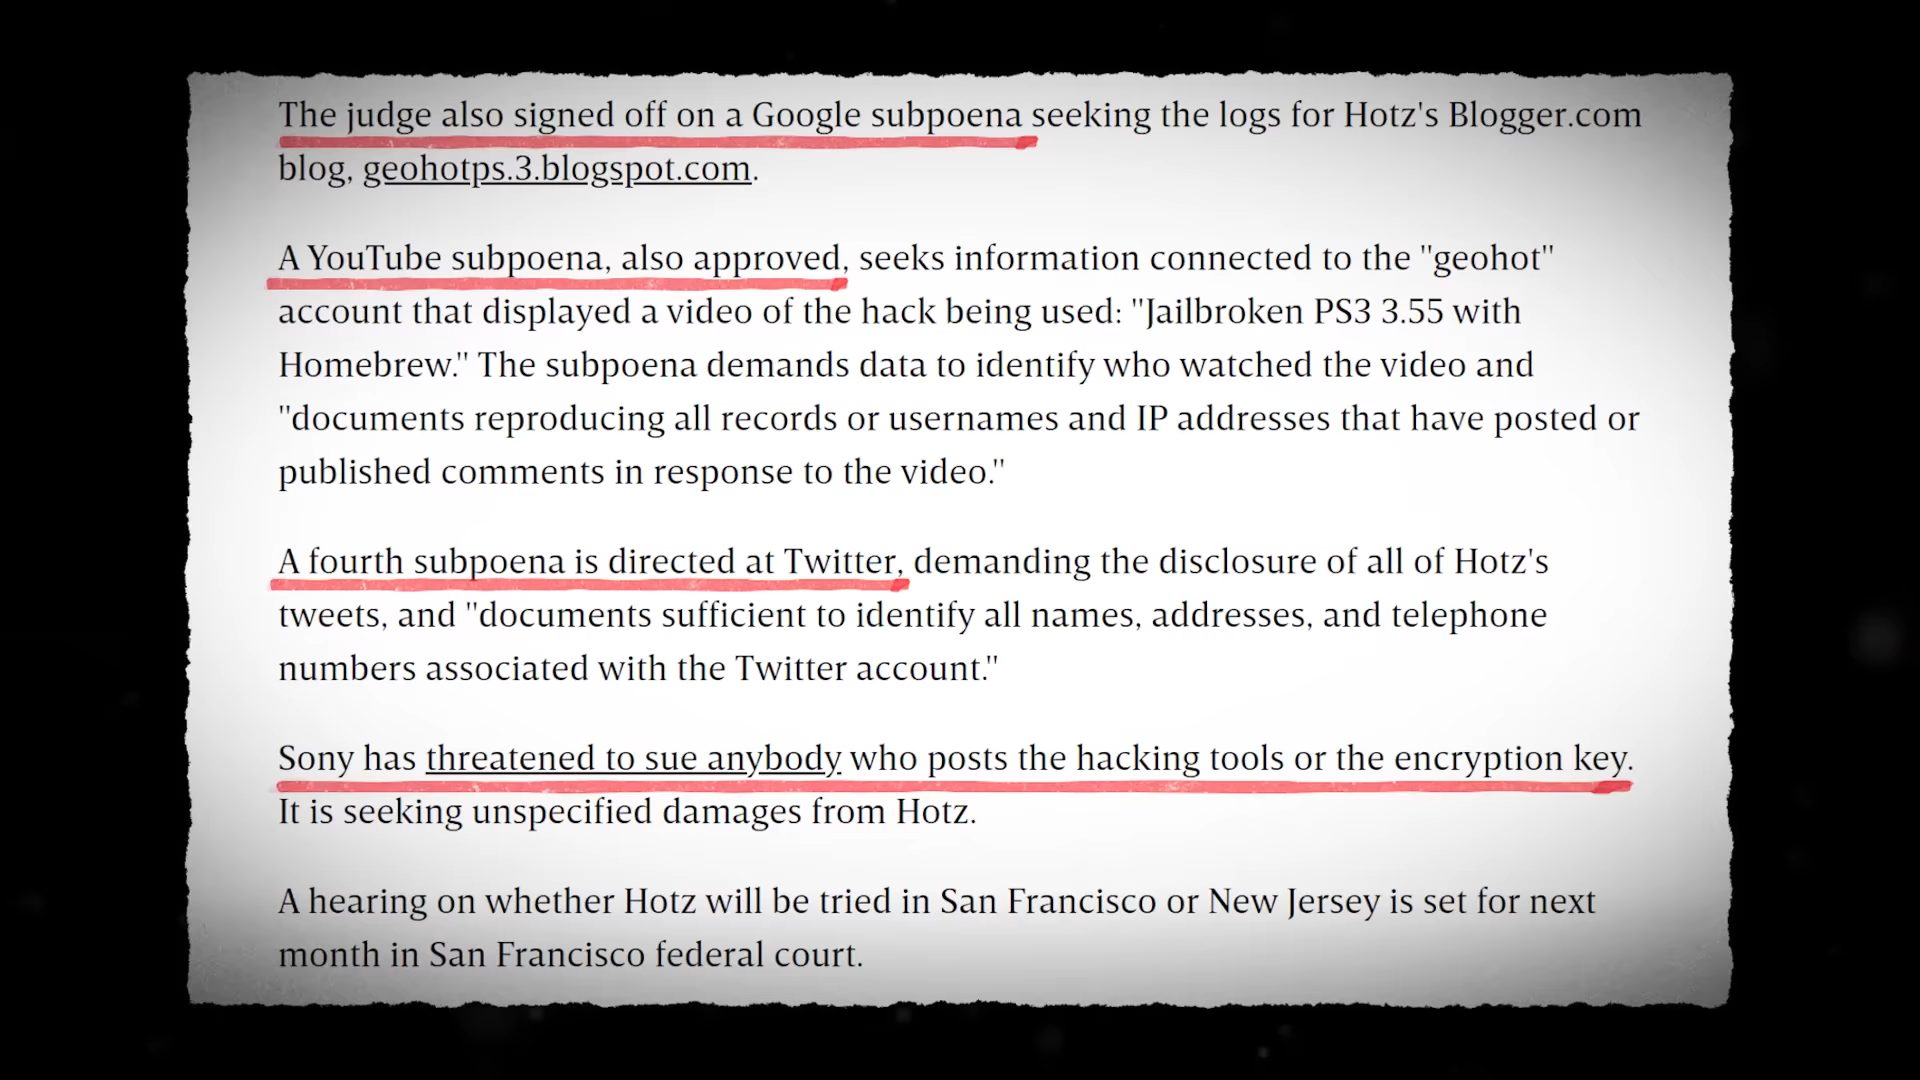 The judge also signed off on a Google subpoena seeking the logs for Hotz's Blogger.com
blog, geohotps.3.blogspot.com.
A YouTube subpoena, also approved, seeks information connected to the "geohot"
account that displayed a video of the hack being used: "Jailbroken PS3 3.55 with
Homebrew." The subpoena demands data to identify who watched the video and
"documents reproducing all records or usernames and IP addresses that have posted or
published comments in response to the video."
A fourth subpoena is directed at Twitter, demanding the disclosure of all of Hotz's
tweets, and "documents sufficient to identify all names, addresses, and telephone
numbers associated with the Twitter account."
Sony has threatened to sue anybody who posts the hacking tools or the encryption key.
It is seeking unspecified damages from Hotz.
A hearing on whether Hotz will be tried in San Francisco or New Jersey is set for next
month in San Francisco federal court.